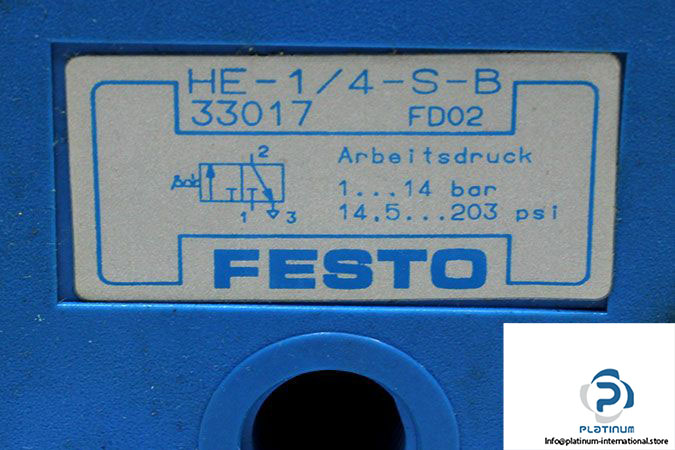 HE-1/4-S-B
33017 FD02
2
Arbeitsdruck
1...14 bar
1 3
14,5...203 psi
FESTO
PLATINUM
Info@platinum-international.store